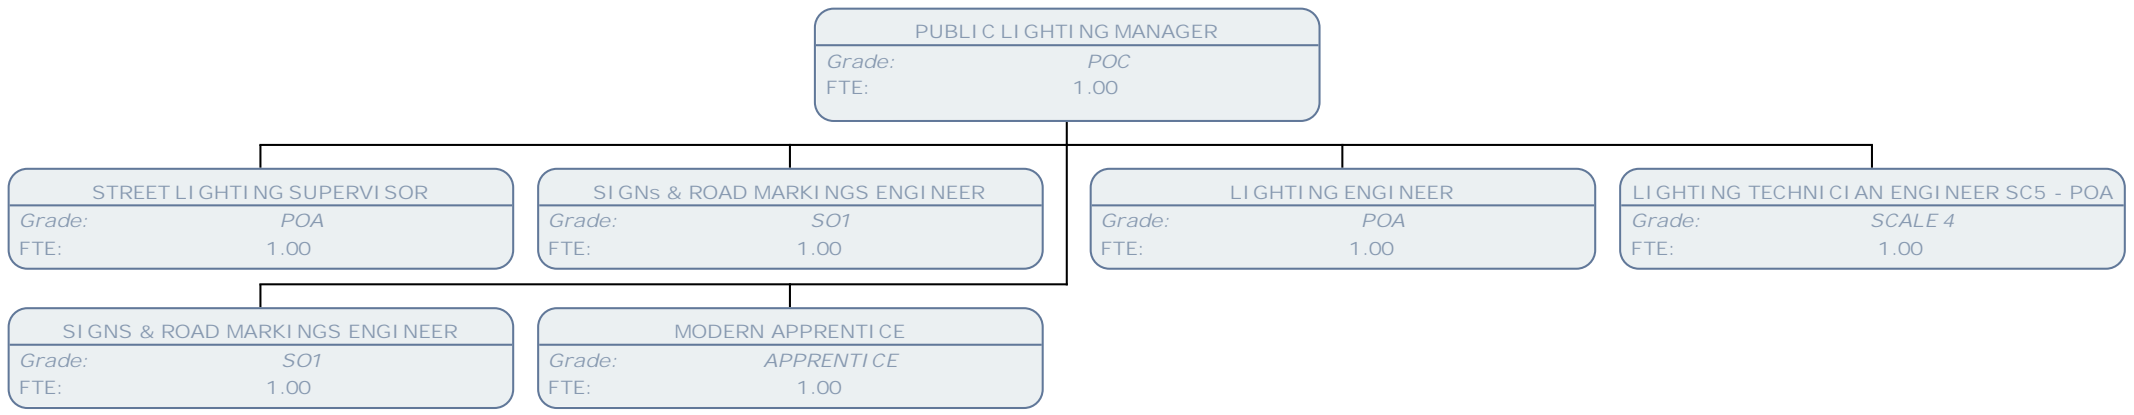 PUBLIC LIGHTING MANAGER
Grade: POC
FTE: 1.00
STREET LIGHTING SUPERVISOR
Grade: POA
FTE: 1.00
SIGNs & ROAD MARKINGS ENGINEER
Grade: SO1
FTE: 1.00
LIGHTING ENGINEER
Grade: POA
FTE: 1.00
LIGHTING TECHNICIAN ENGINEER SC5 - POA
Grade: SCALE 4
FTE: 1.00
SIGNS & ROAD MARKINGS ENGINEER
Grade: SO1
FTE: 1.00
MODERN APPRENTICE
Grade: APPRENTICE
FTE: 1.00